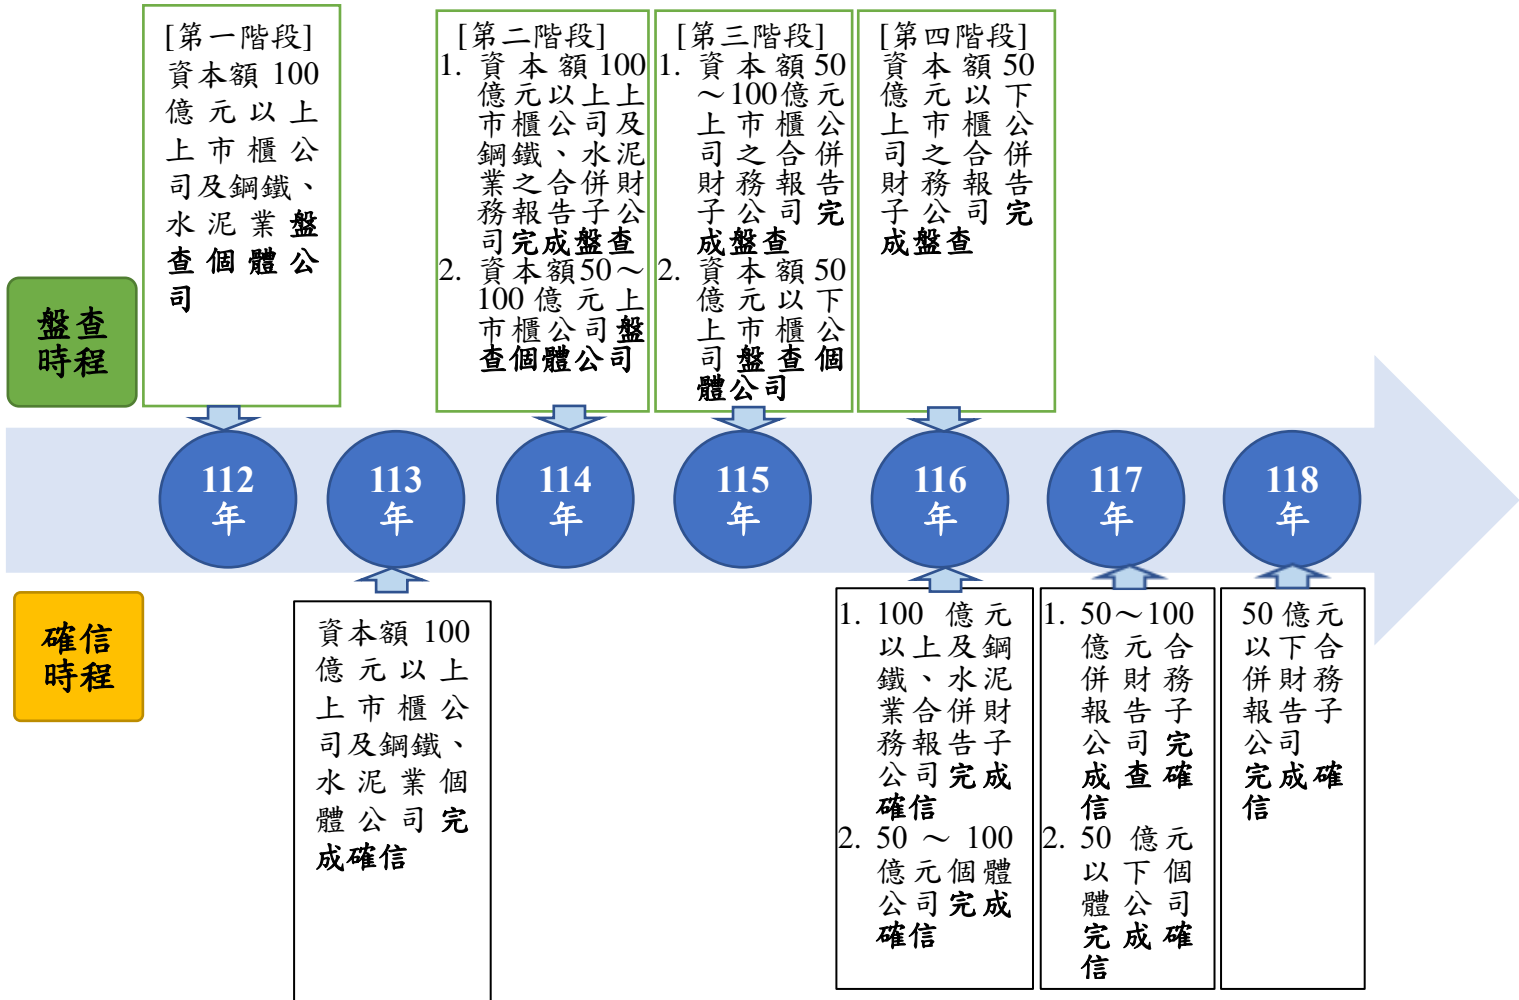 [第一階段]
資本額 100
億元以上
上市櫃公
司及鋼鐵、
水泥業盤
查個體公
司
[第二階段]
1. 資本額 100
億元以上上
市櫃公司及
鋼鐵、水泥
業之合併財
務報告子公
司完成盤查
2. 資本額50～
100 億元上
市櫃公司盤
查個體公司
[第三階段]
1. 資本額 50
～100億元
上市櫃公
司之合併
財務報告
子公司完
成盤查
2. 資本額 50
億元以下
上市櫃公
司盤查個
體公司
[第四階段]
資本額 50
億元以下
上市櫃公
司之合併
財務報告
子公司完
成盤查
盤查
時程
112
年
113
年
114
年
115
年
116
年
117
年
118
年
確信
時程
資本額 100
億元以上
上市櫃公
司及鋼鐵、
水泥業個
體公司完
成確信
1. 100 億元
以上及鋼
鐵、水泥
業合併財
務報告子
公司完成
確信
2. 50 ～ 100
億元個體
公司完成
確信
1. 50～100
億元合
併財務
報告子
公司完
成查確
信
2. 50 億元
以下個
體公司
完成確
信
50 億元
以下合
併財務
報告子
公司
完成確
信